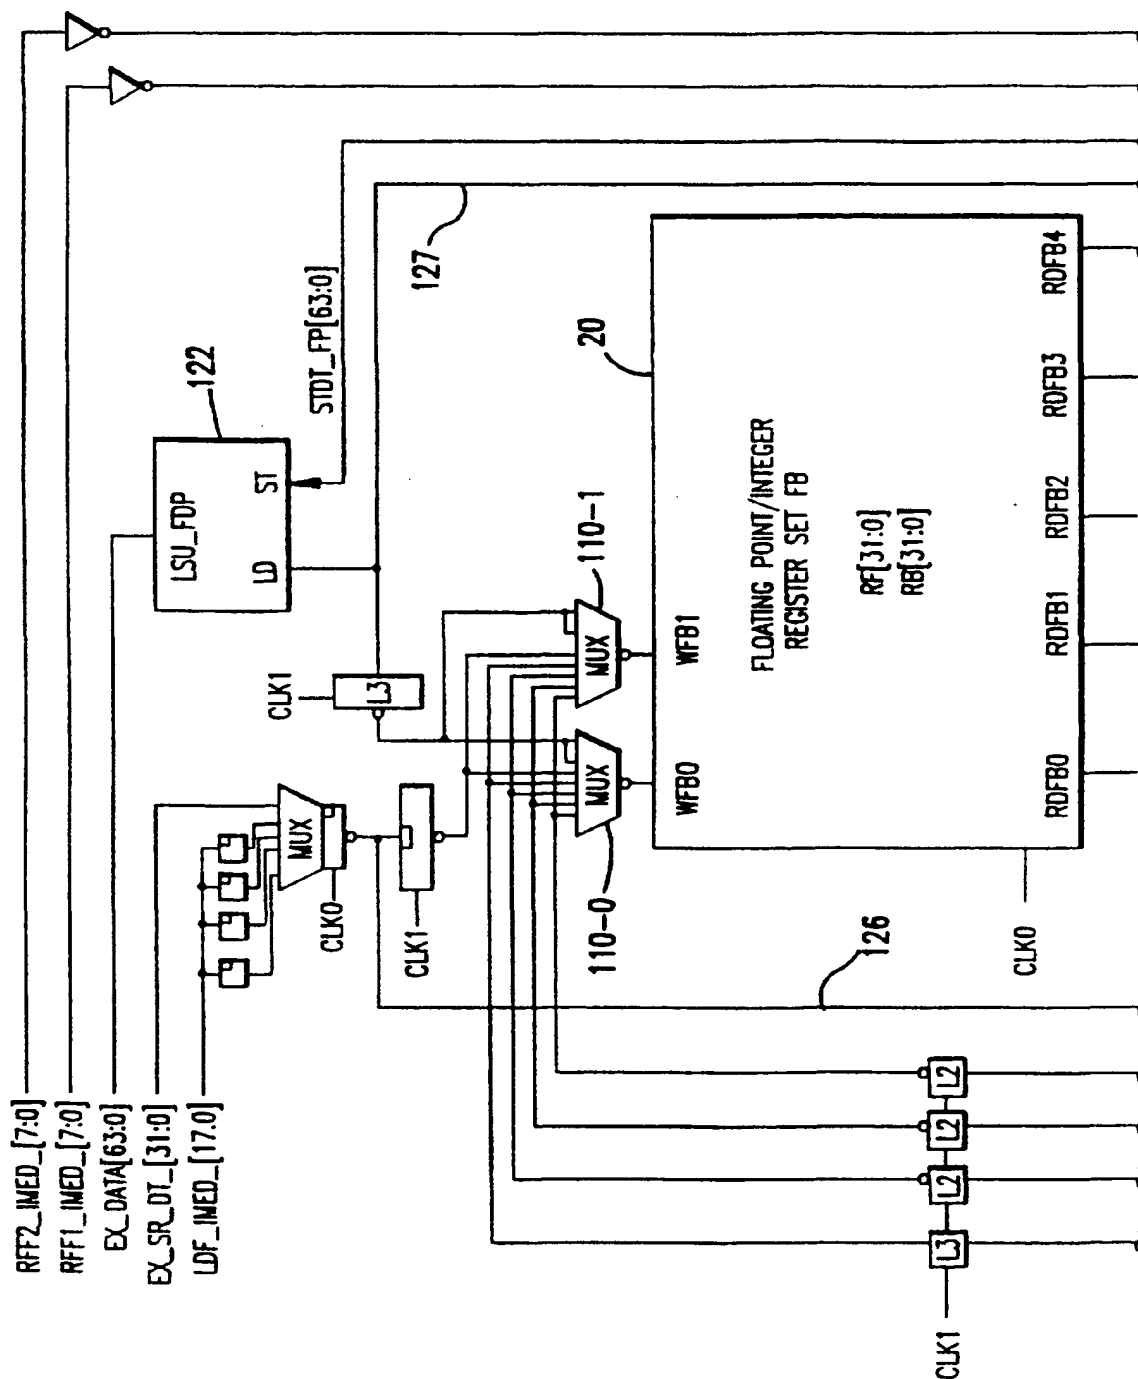 RFF2_IMED_[7:0]
RFF1_IMED_[7:0]
EX_DATA[63:0]
EX_SR_DT_[31:0]
LDF_IMED_[17.0]
122
LSU_FDP
LD
ST
STDT_FP[63:0]
127
MUX
CLK0
CLK1
CLK1
L3
MUX
110-0
MUX
110-1
20
WFB0
WFB1
FLOATING POINT/INTEGER
REGISTER SET FB
RF[31:0]
RB[31:0]
RDFB0
RDFB1
RDFB2
RDFB3
RDFB4
CLK0
126
CLK1
L3
L2
L2
L2